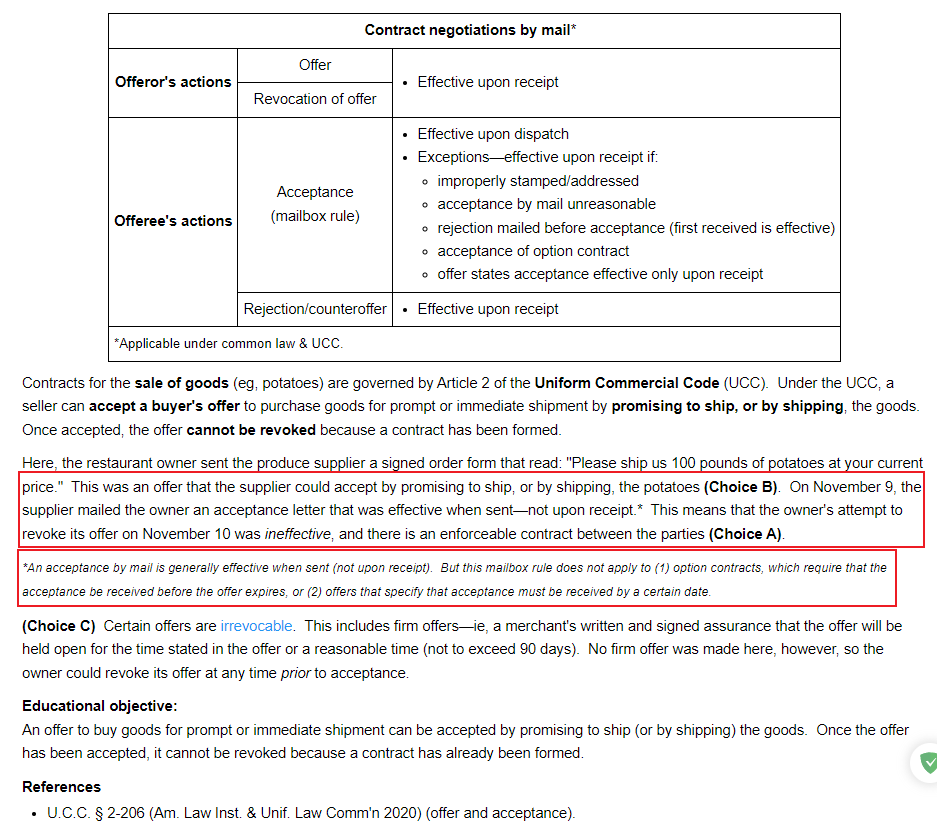 Contract negotiations by mail*
Offeror's actions
Offer
Revocation of offer
• Effective upon receipt
Offeree's actions
Acceptance
(mailbox rule)
• Effective upon dispatch
• Exceptions—effective upon receipt if:
○ improperly stamped/addressed
○ acceptance by mail unreasonable
○ rejection mailed before acceptance (first received is effective)
○ acceptance of option contract
○ offer states acceptance effective only upon receipt
Rejection/counteroffer
• Effective upon receipt
*Applicable under common law & UCC.
Contracts for the sale of goods (eg, potatoes) are governed by Article 2 of the Uniform Commercial Code (UCC). Under the UCC, a
seller can accept a buyer's offer to purchase goods for prompt or immediate shipment by promising to ship, or by shipping, the goods.
Once accepted, the offer cannot be revoked because a contract has been formed.
Here, the restaurant owner sent the produce supplier a signed order form that read: "Please ship us 100 pounds of potatoes at your current
price." This was an offer that the supplier could accept by promising to ship, or by shipping, the potatoes (Choice B). On November 9, the
supplier mailed the owner an acceptance letter that was effective when sent—not upon receipt.* This means that the owner's attempt to
revoke its offer on November 10 was ineffective, and there is an enforceable contract between the parties (Choice A).
*An acceptance by mail is generally effective when sent (not upon receipt). But this mailbox rule does not apply to (1) option contracts, which require that the
acceptance be received before the offer expires, or (2) offers that specify that acceptance must be received by a certain date.
(Choice C) Certain offers are irrevocable. This includes firm offers—ie, a merchant's written and signed assurance that the offer will be
held open for the time stated in the offer or a reasonable time (not to exceed 90 days). No firm offer was made here, however, so the
owner could revoke its offer at any time prior to acceptance.
Educational objective:
An offer to buy goods for prompt or immediate shipment can be accepted by promising to ship (or by shipping) the goods. Once the offer
has been accepted, it cannot be revoked because a contract has already been formed.
References
• U.C.C. § 2-206 (Am. Law Inst. & Unif. Law Comm'n 2020) (offer and acceptance).